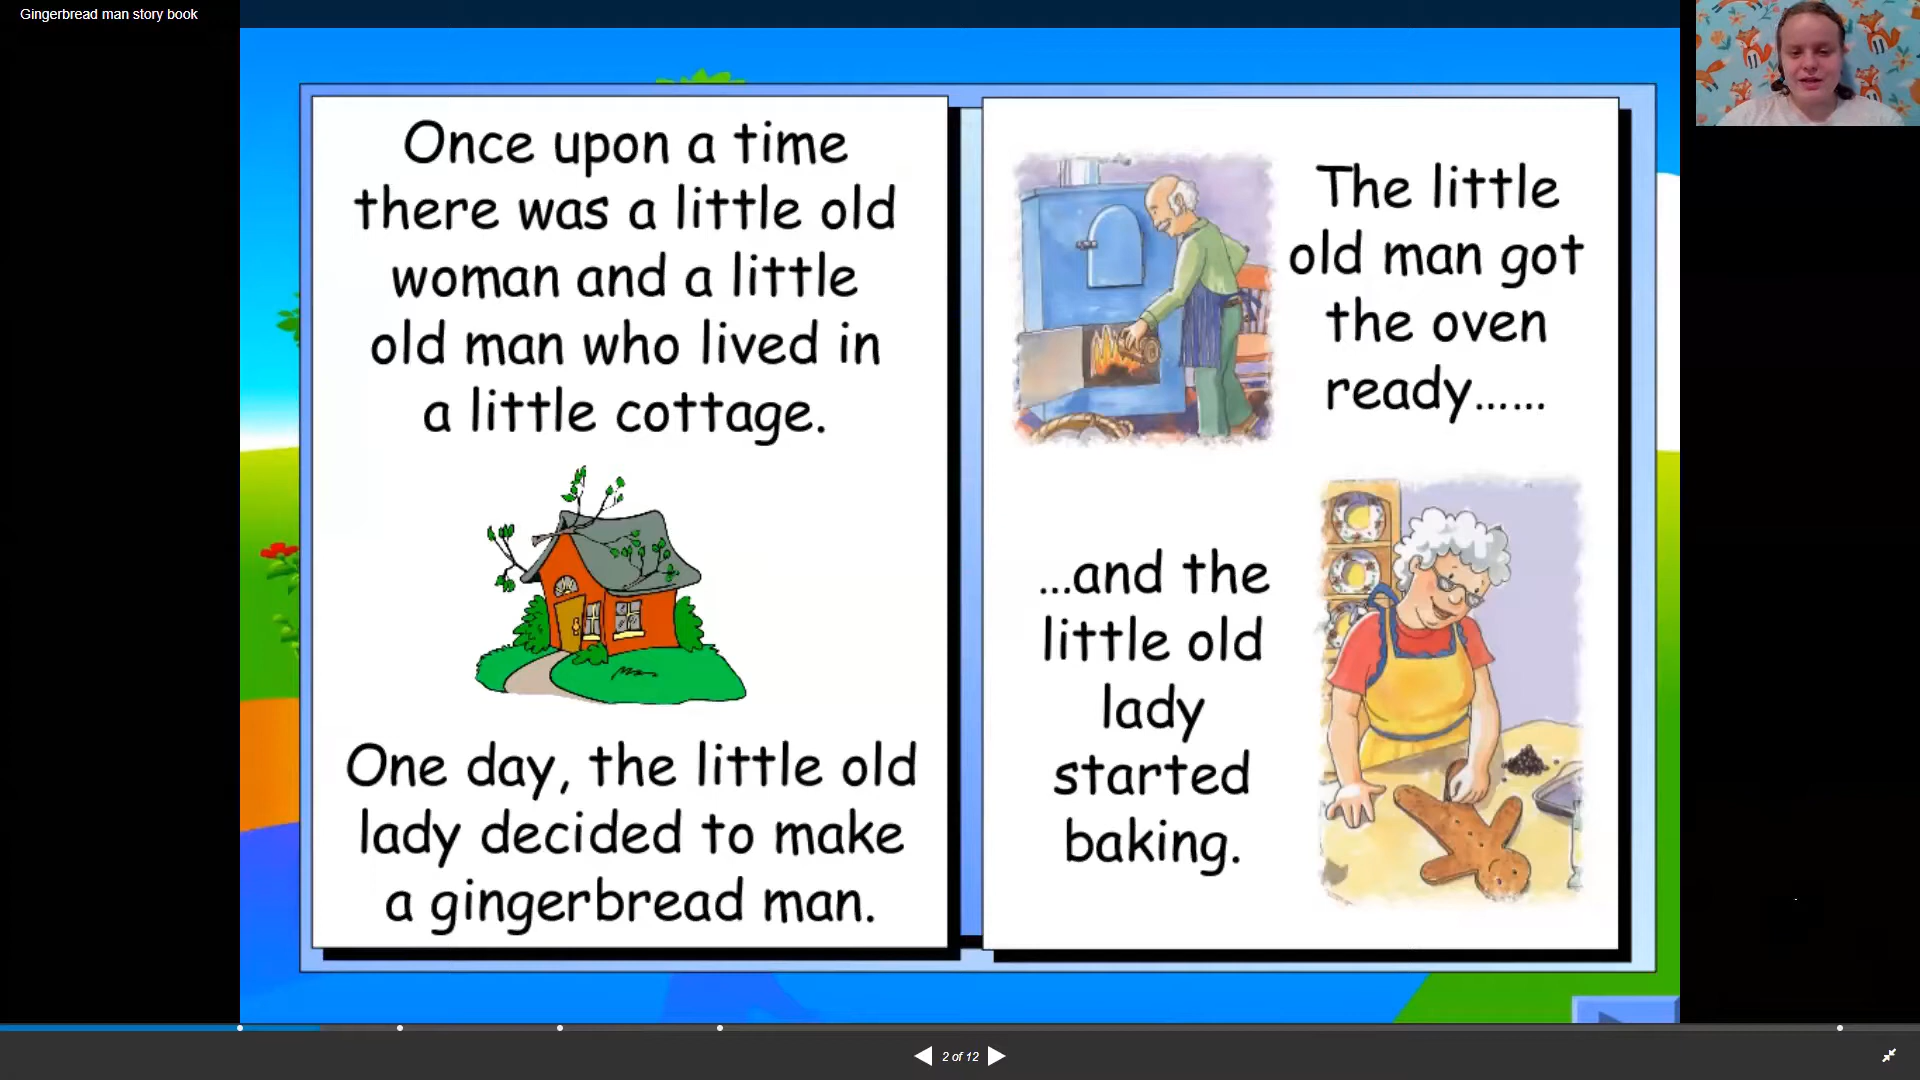 Gingerbread man story book
Once upon a time
there was a little old
woman and a little
old man who lived in
a little cottage.
One day, the little old
lady decided to make
a gingerbread man.
The little
old man got
the oven
ready......
...and the
little old
lady
started
baking.
2 of 12